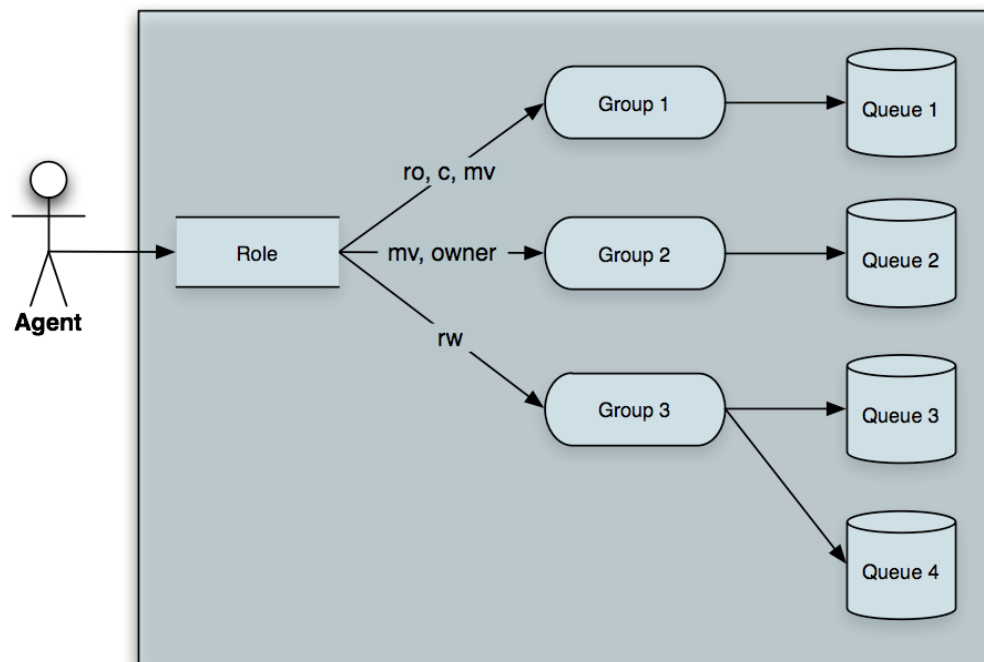 Agent
Role
ro, c, mv
mv, owner
rw
Group 1
Group 2
Group 3
Queue 1
Queue 2
Queue 3
Queue 4